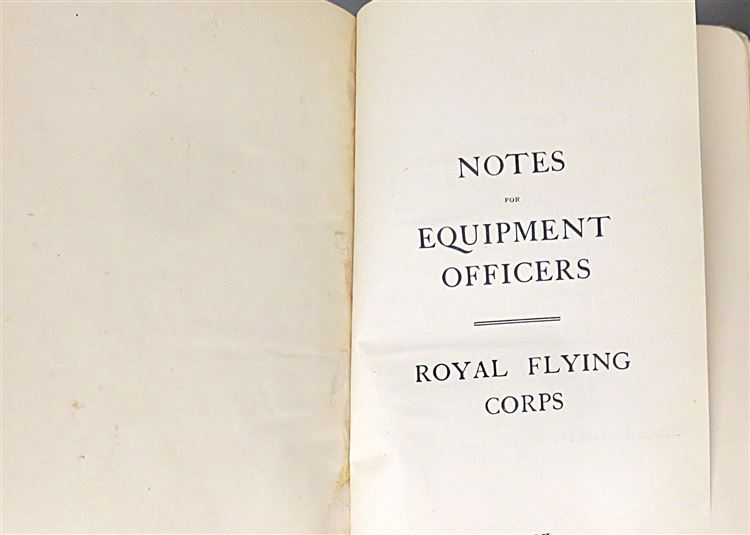 NOTES
FOR
EQUIPMENT
OFFICERS
ROYAL FLYING
CORPS